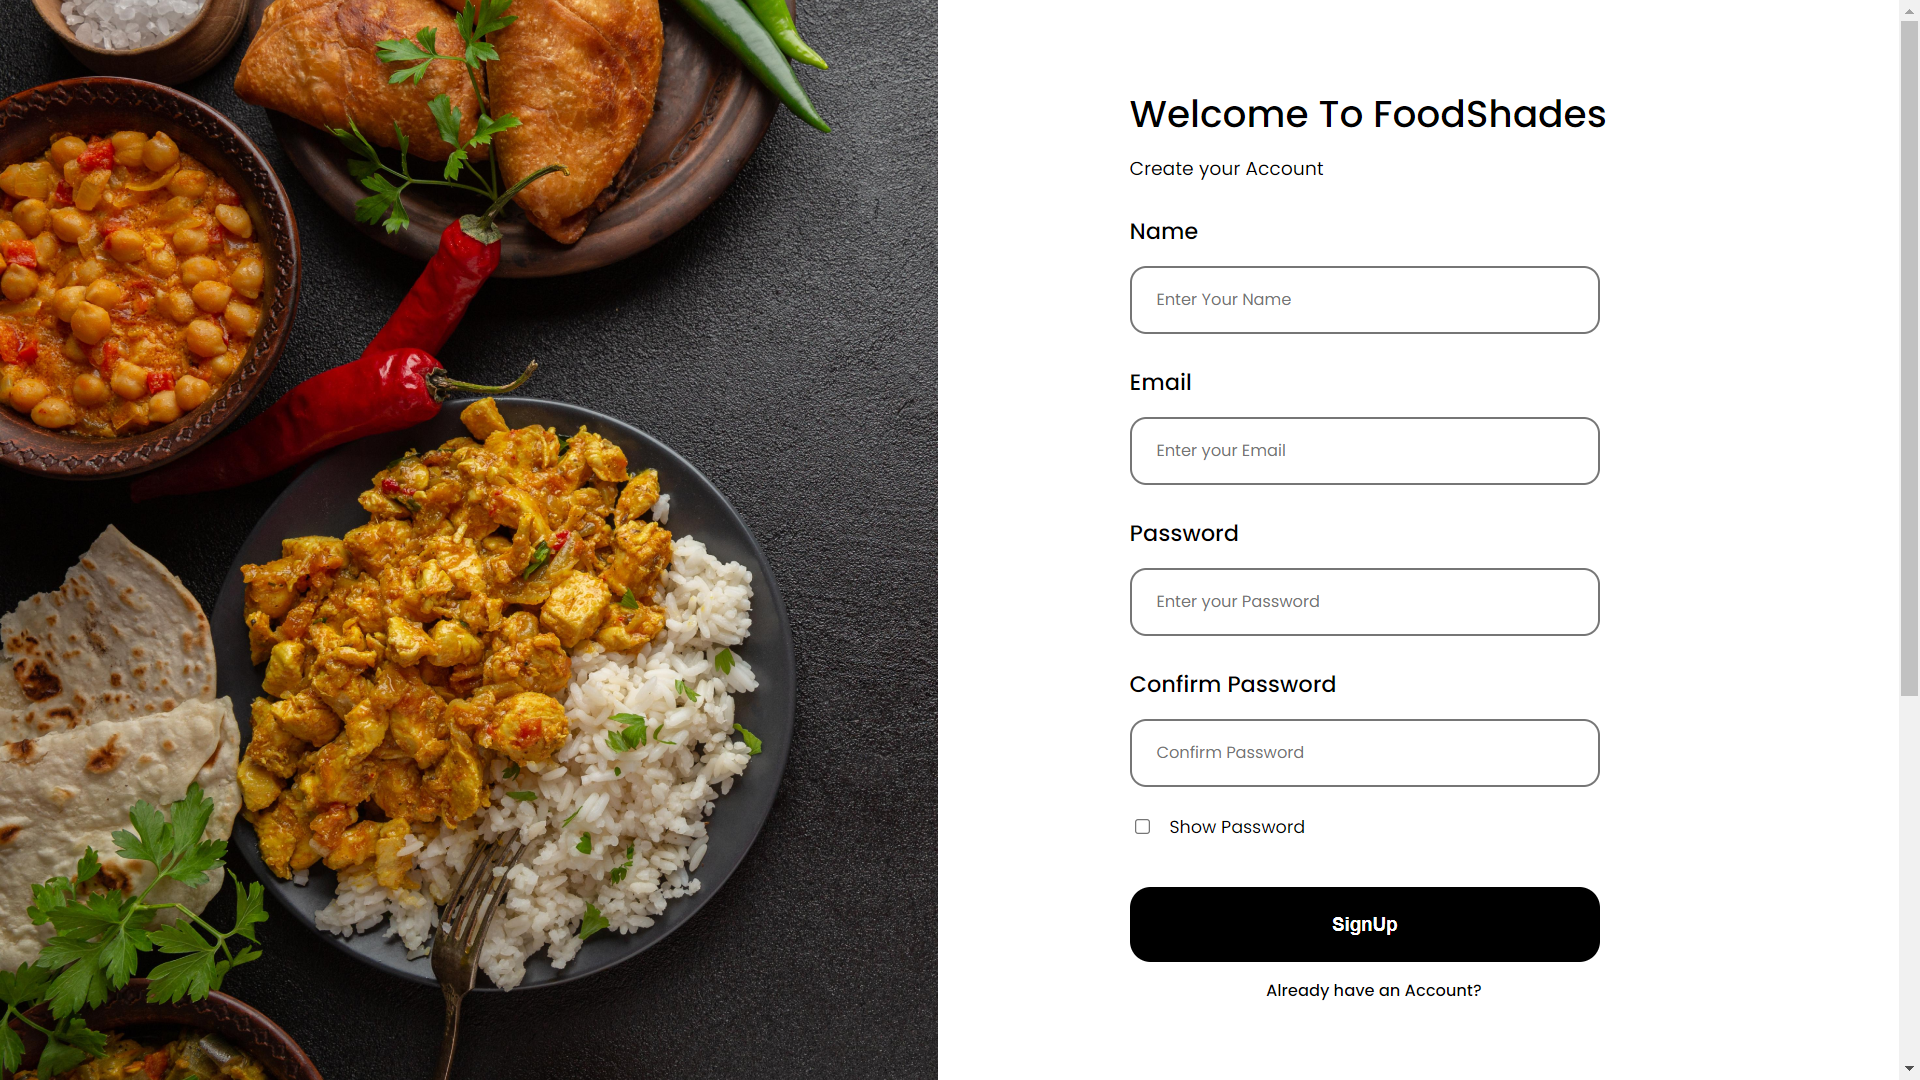 Welcome To FoodShades
Create your Account
Name
Enter Your Name
Email
Enter your Email
Password
Enter your Password
Confirm Password
Confirm Password
Show Password
SignUp
Already have an Account?